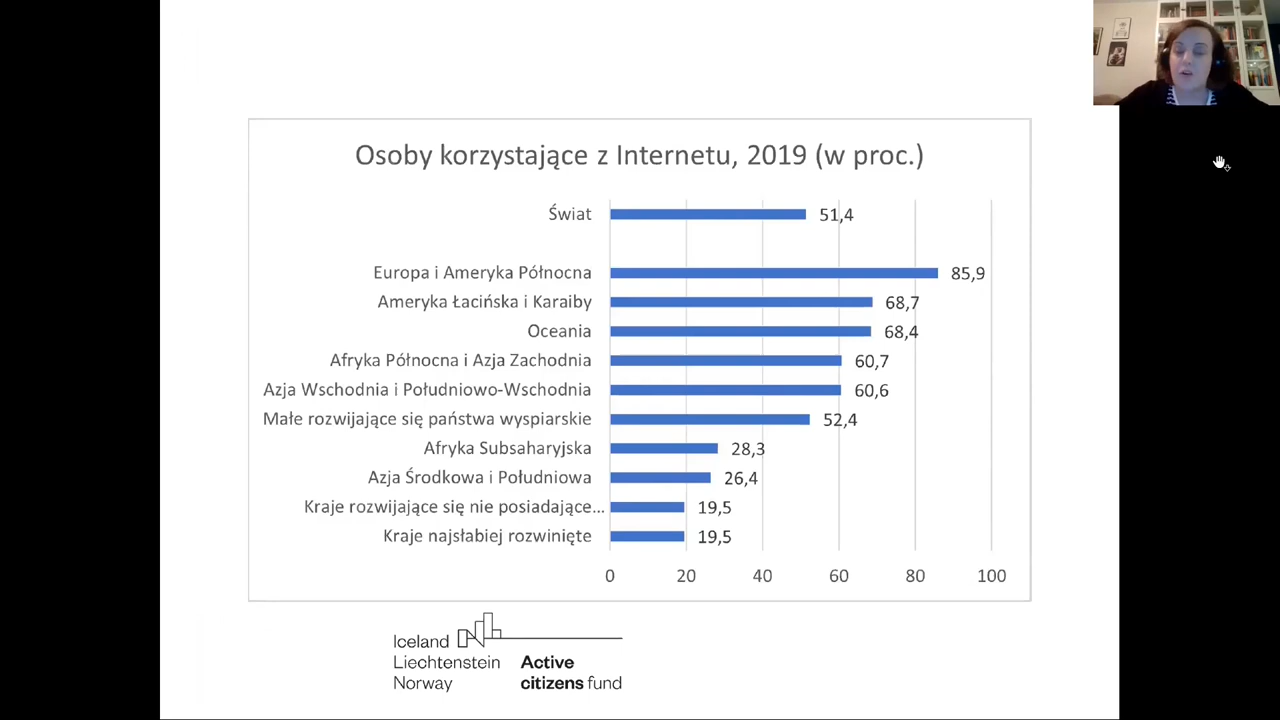 Osoby korzystające z Internetu, 2019 (w proc.)
Świat 51,4
Europa i Ameryka Północna 85,9
Ameryka Łacińska i Karaiby 68,7
Oceania 68,4
Afryka Północna i Azja Zachodnia 60,7
Azja Wschodnia i Południowo-Wschodnia 60,6
Małe rozwijające się państwa wyspiarskie 52,4
Afryka Subsaharyjska 28,3
Azja Środkowa i Południowa 26,4
Kraje rozwijające się nie posiadające... 19,5
Kraje najsłabiej rozwinięte 19,5
0 20 40 60 80 100
Iceland
Liechtenstein
Norway
Active
citizens fund